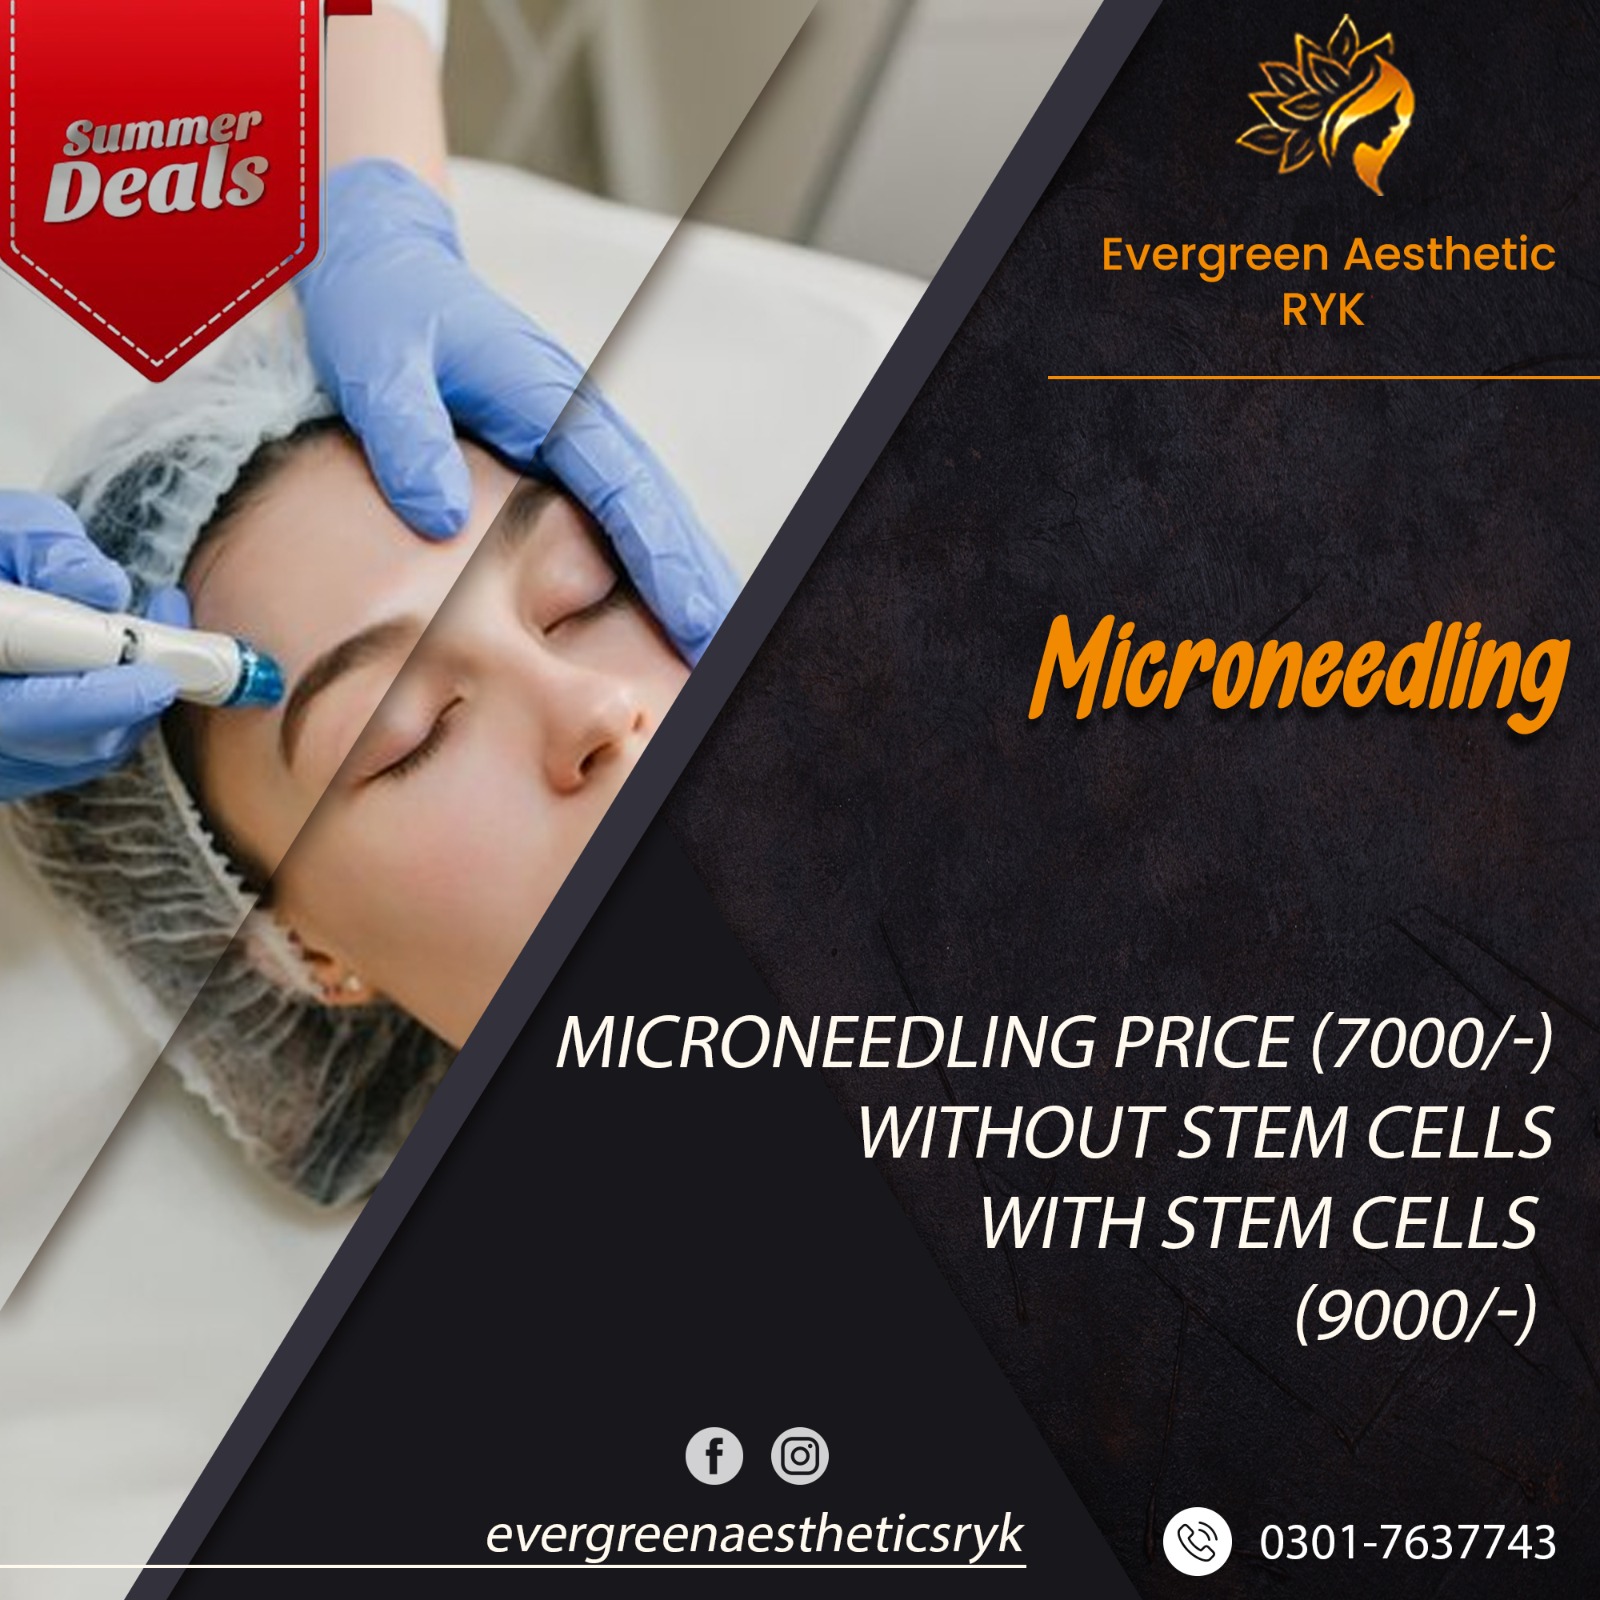 Summer
Deals
Evergreen Aesthetic
RYK
Microneedling
MICRONEEDLING PRICE (7000/-)
WITHOUT STEM CELLS
WITH STEM CELLS
(9000/-)
evergreenaestheticsryk
0301-7637743